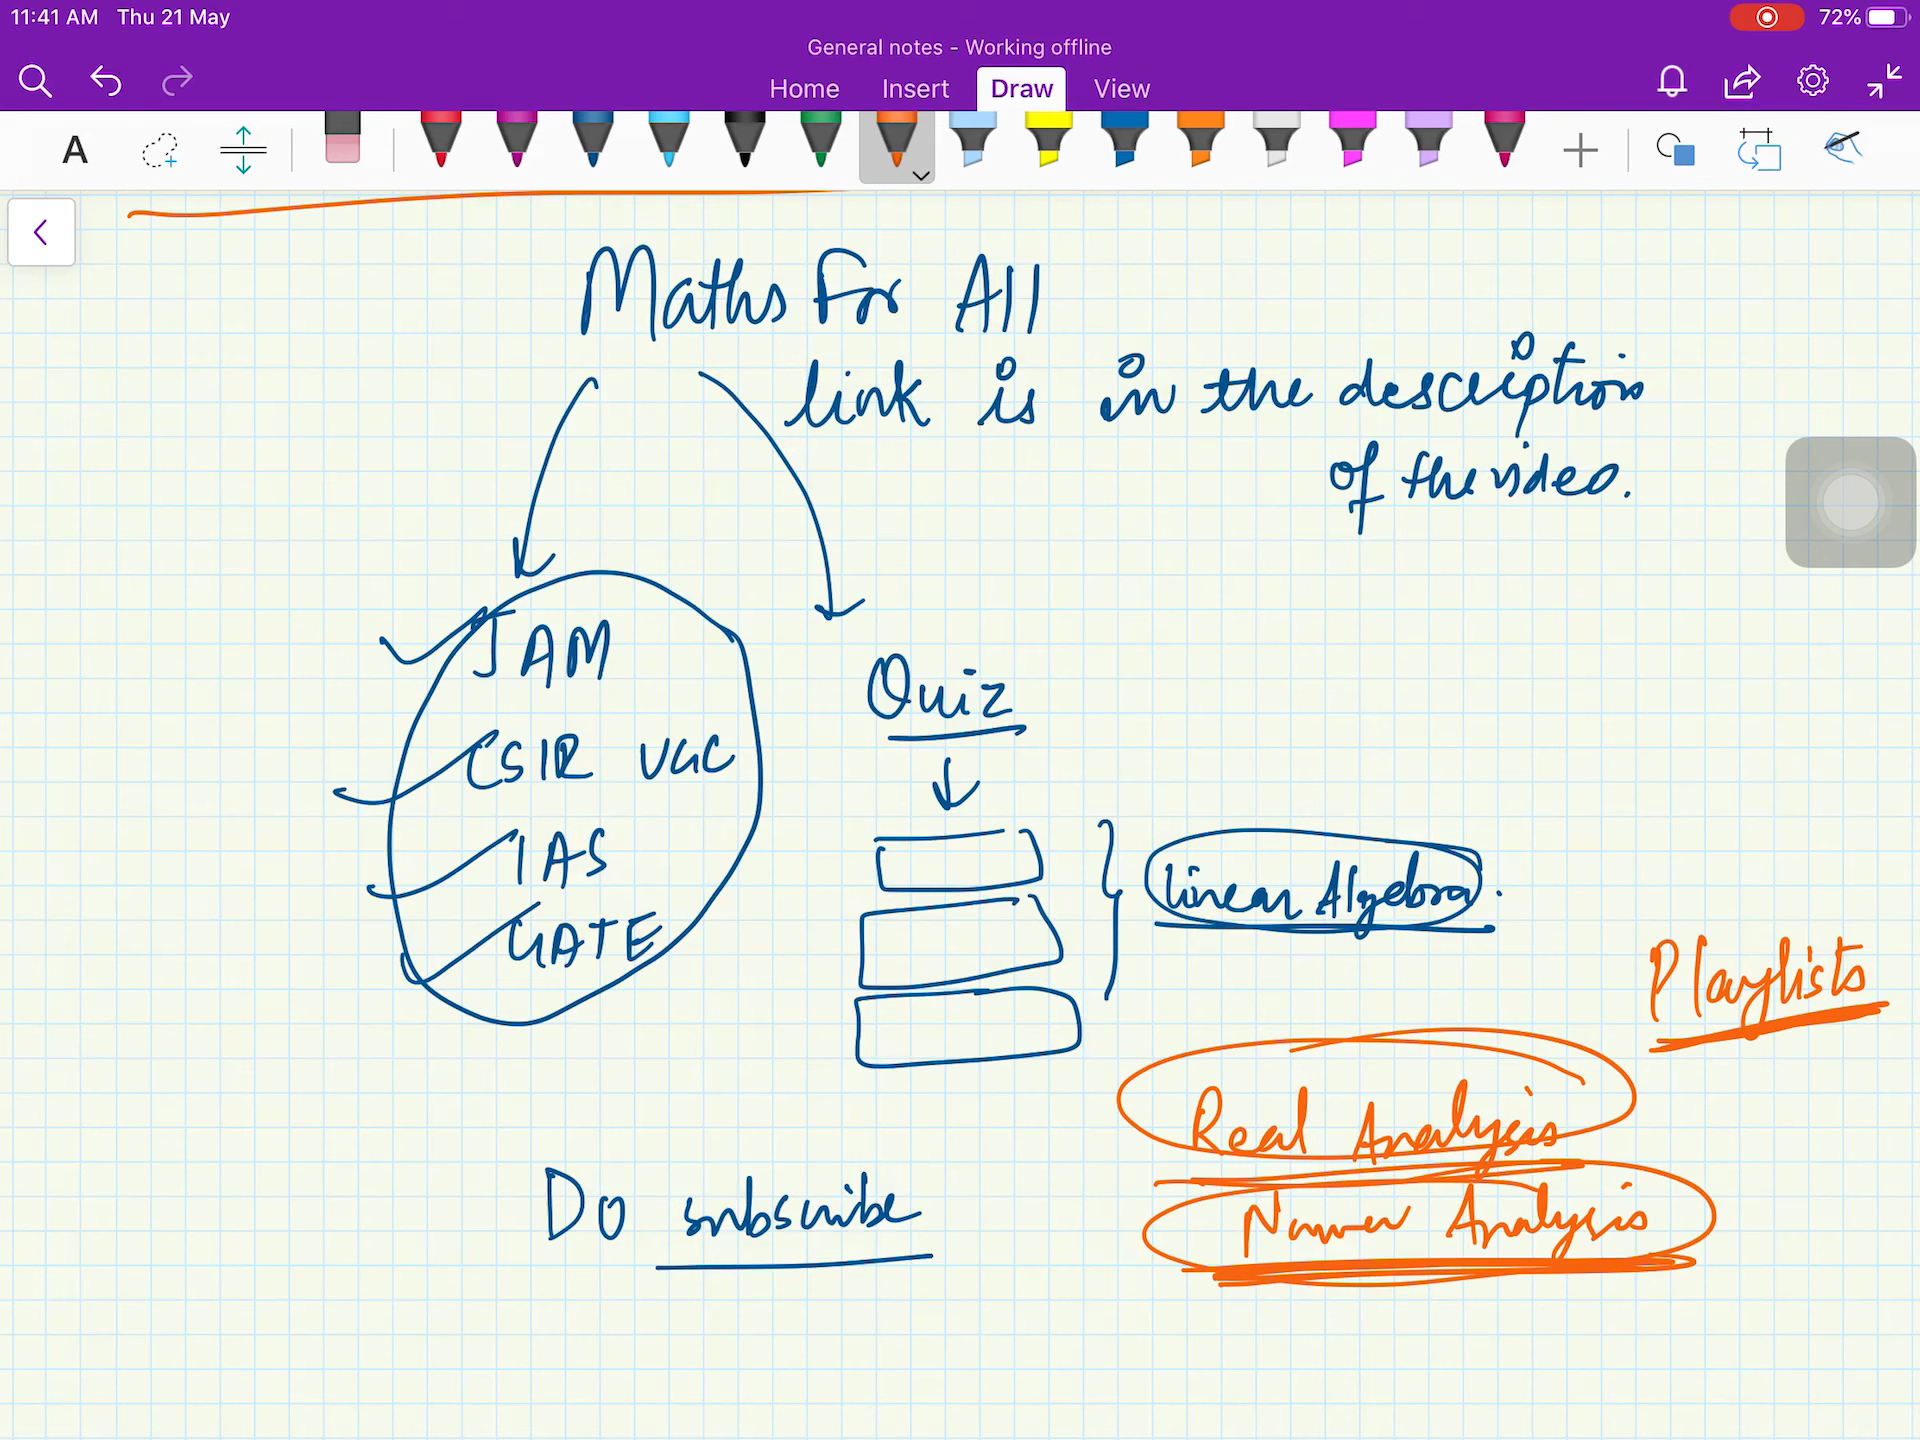 11:41 AM Thu 21 May
72%
General notes - Working offline
Home Insert Draw View
A
Maths For All
link is in the description
of the video.
JAM
CSIR UGC
IAS
GATE
Quiz
linear Algebra.
Playlists
Real Analysis
Numer Analysis
Do subscribe